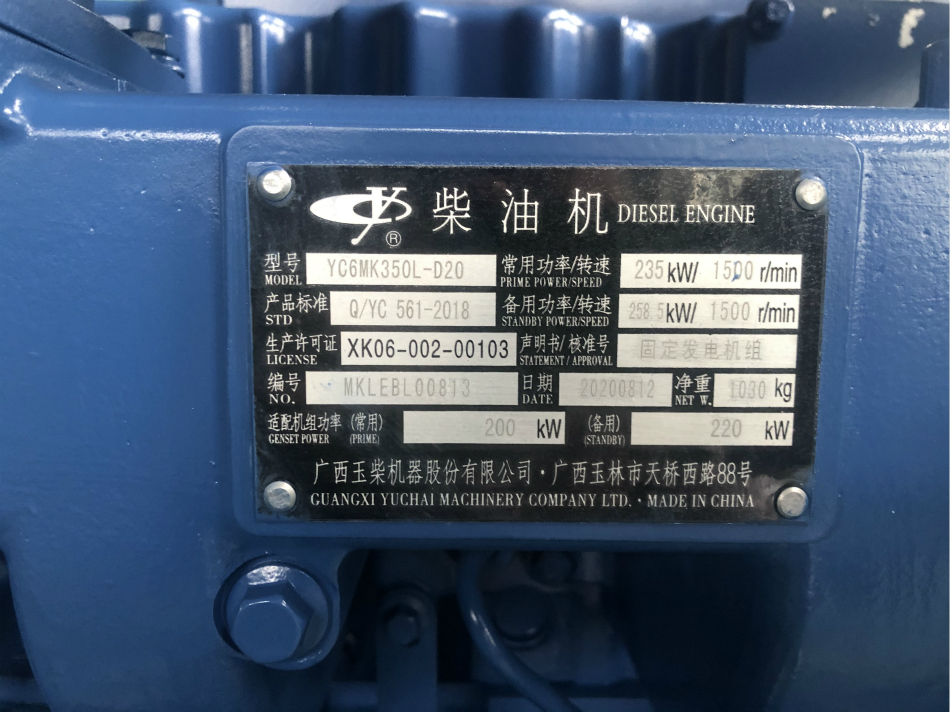 ® 柴油机 DIESEL ENGINE
型号 MODEL YC6MK350L-D20 常用功率/转速 PRIME POWER/SPEED 235 kW/ 1500 r/min
产品标准 STD Q/YC 561-2018 备用功率/转速 STANDBY POWER/SPEED 258.5 kW/ 1500 r/min
生产许可证 LICENSE XK06-002-00103 声明书/核准号 STATEMENT / APPROVAL 固定发电机组
编号 NO. MKLEBL00813 日期 DATE 20200812 净重 NET W. 1030 kg
适配机组功率 GENSET POWER (常用) (PRIME) 200 kW (备用) (STANDBY) 220 kW
广西玉柴机器股份有限公司·广西玉林市天桥西路88号
GUANGXI YUCHAI MACHINERY COMPANY LTD. · MADE IN CHINA